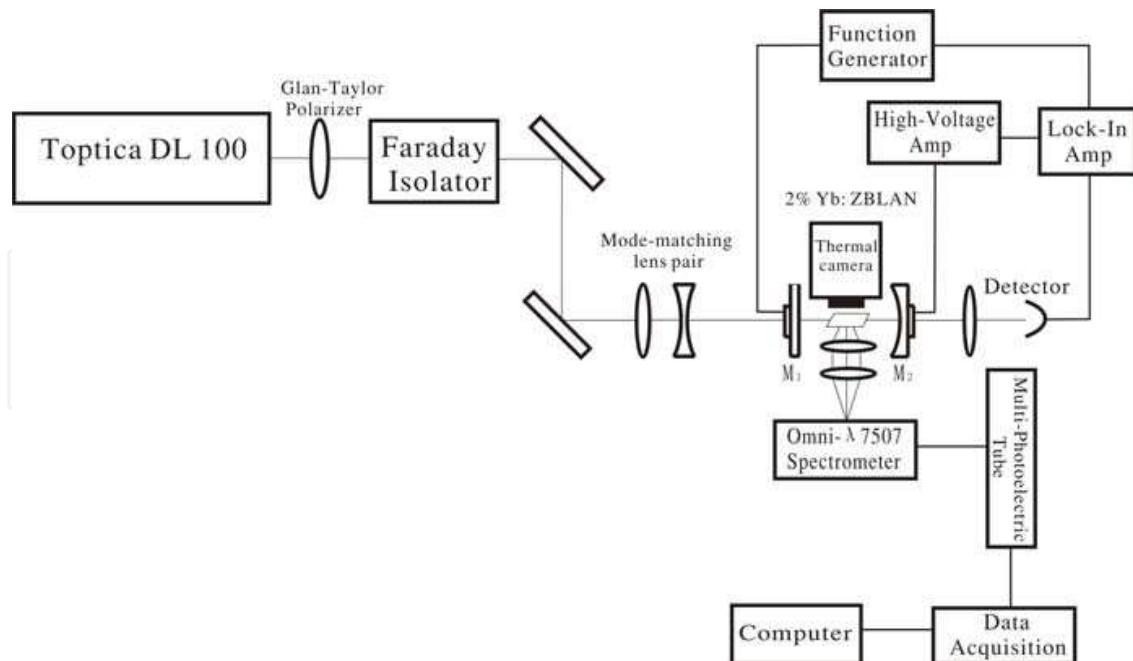 Function
Generator
Glan-Taylor
Polarizer
Toptica DL 100
Faraday
Isolator
High-Voltage
Amp
Lock-In
Amp
2% Yb: ZBLAN
Thermal
camera
Mode-matching
lens pair
Detector
M₁
M₂
Omni-λ7507
Spectrometer
Multi-Photoelectric
Tube
Computer
Data
Acquisition